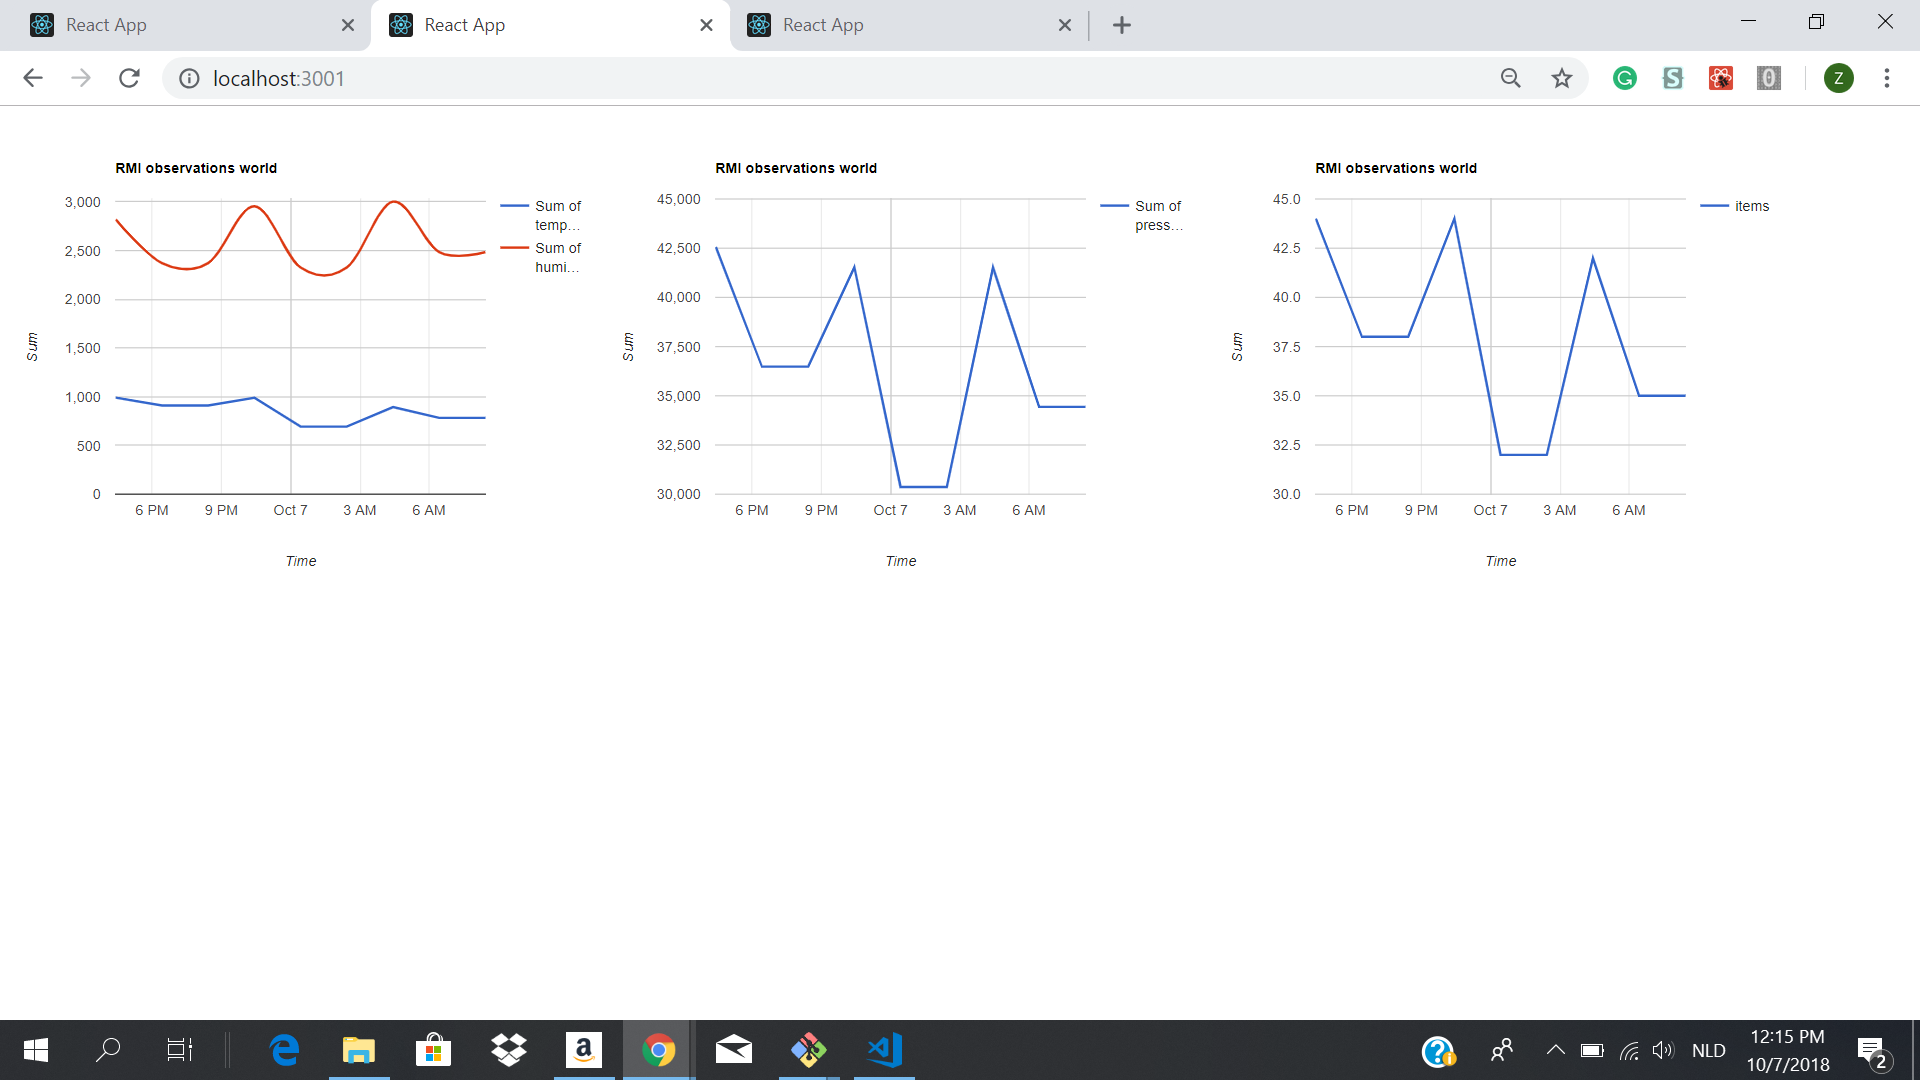 React App
React App
React App
localhost:3001
Z
RMI observations world
3,000
2,500
2,000
1,500
1,000
500
0
Sum
6 PM 9 PM Oct 7 3 AM 6 AM
Time
Sum of
temp...
Sum of
humi...
RMI observations world
45,000
42,500
40,000
37,500
35,000
32,500
30,000
Sum
6 PM 9 PM Oct 7 3 AM 6 AM
Time
Sum of
press...
RMI observations world
45.0
42.5
40.0
37.5
35.0
32.5
30.0
Sum
6 PM 9 PM Oct 7 3 AM 6 AM
Time
items
NLD
12:15 PM
10/7/2018
2